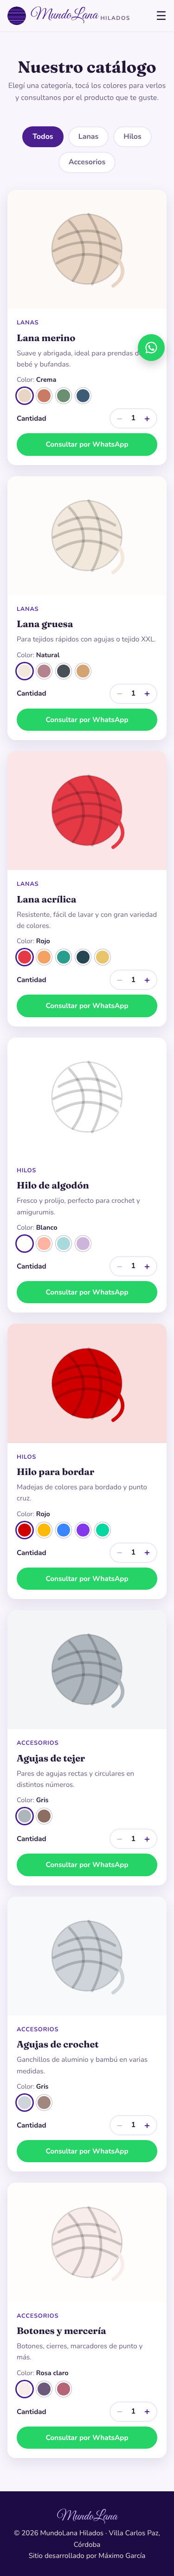 MundoLana HILADOS
Nuestro catálogo
Elegí una categoría, tocá los colores para verlos
y consultanos por el producto que te guste.
Todos
Lanas
Hilos
Accesorios
LANAS
Lana merino
Suave y abrigada, ideal para prendas d
bebé y bufandas.
Color: Crema
Cantidad
− 1 +
Consultar por WhatsApp
LANAS
Lana gruesa
Para tejidos rápidos con agujas o tejido XXL.
Color: Natural
Cantidad
− 1 +
Consultar por WhatsApp
LANAS
Lana acrílica
Resistente, fácil de lavar y con gran variedad
de colores.
Color: Rojo
Cantidad
− 1 +
Consultar por WhatsApp
HILOS
Hilo de algodón
Fresco y prolijo, perfecto para crochet y
amigurumis.
Color: Blanco
Cantidad
− 1 +
Consultar por WhatsApp
HILOS
Hilo para bordar
Madejas de colores para bordado y punto
cruz.
Color: Rojo
Cantidad
− 1 +
Consultar por WhatsApp
ACCESORIOS
Agujas de tejer
Pares de agujas rectas y circulares en
distintos números.
Color: Gris
Cantidad
− 1 +
Consultar por WhatsApp
ACCESORIOS
Agujas de crochet
Ganchillos de aluminio y bambú en varias
medidas.
Color: Gris
Cantidad
− 1 +
Consultar por WhatsApp
ACCESORIOS
Botones y mercería
Botones, cierres, marcadores de punto y
más.
Color: Rosa claro
Cantidad
− 1 +
Consultar por WhatsApp
MundoLana
© 2026 MundoLana Hilados · Villa Carlos Paz,
Córdoba
Sitio desarrollado por Máximo García